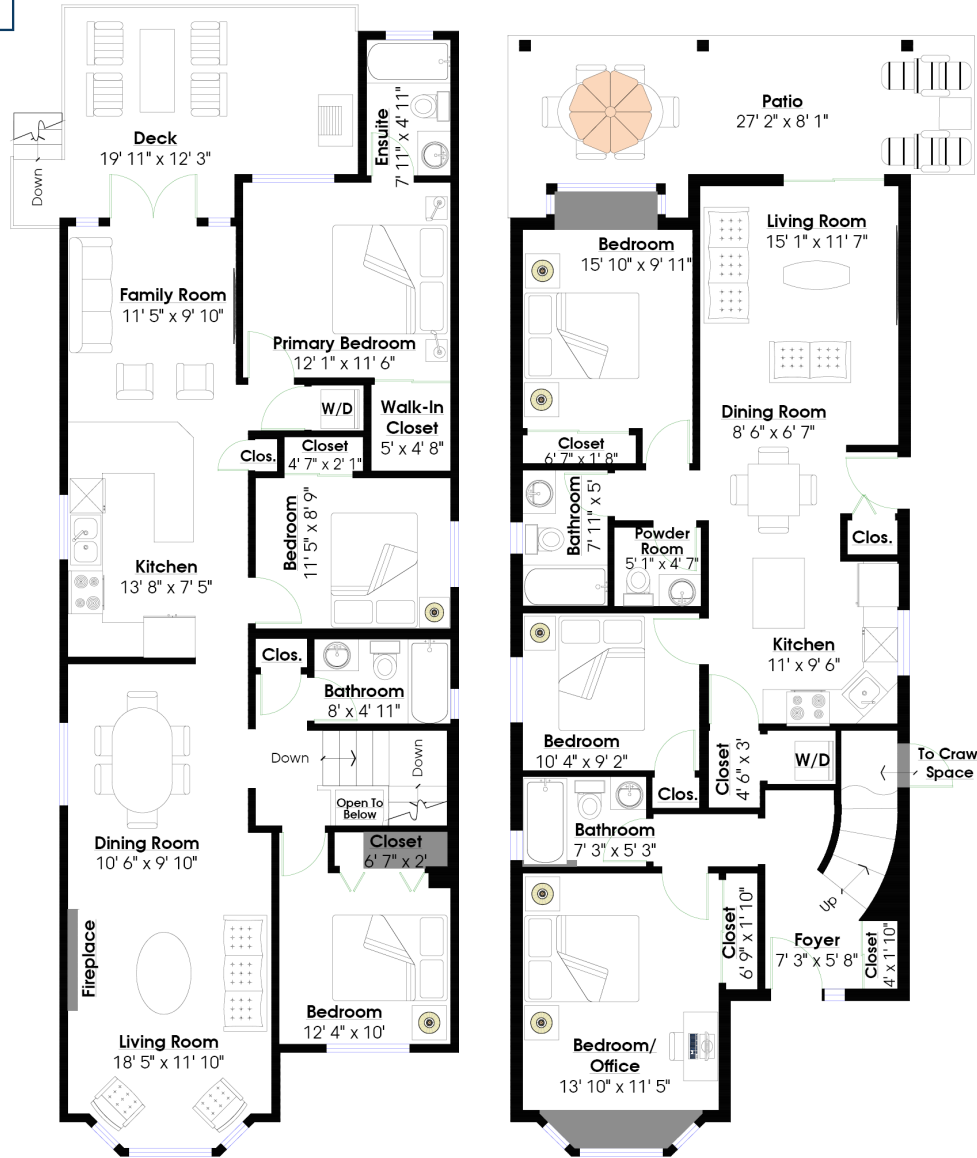 Deck
19' 11" x 12' 3"
Down
Ensuite
7' 11" x 4' 11"
Family Room
11' 5" x 9' 10"
Primary Bedroom
12' 1" x 11' 6"
W/D
Walk-In
Closet
5' x 4' 8"
Clos.
Closet
4' 7" x 2' 1"
Bedroom
11' 5" x 8' 9"
Kitchen
13' 8" x 7' 5"
Clos.
Bathroom
8' x 4' 11"
Down
Down
Open To
Below
Dining Room
10' 6" x 9' 10"
Closet
6' 7" x 2'
Fireplace
Bedroom
12' 4" x 10'
Living Room
18' 5" x 11' 10"
Patio
27' 2" x 8' 1"
Bedroom
15' 10" x 9' 11"
Living Room
15' 1" x 11' 7"
Dining Room
8' 6" x 6' 7"
Closet
6' 7" x 1' 8"
Bathroom
7' 11" x 5'
Powder
Room
5' 1" x 4' 7"
Clos.
Kitchen
11' x 9' 6"
Bedroom
10' 4" x 9' 2"
Closet
4' 6" x 3'
W/D
To Craw
Space
Clos.
Bathroom
7' 3" x 5' 3"
Up
Closet
6' 9" x 1' 10"
Foyer
7' 3" x 5' 8"
Closet
4' x 1' 10"
Bedroom/
Office
13' 10" x 11' 5"